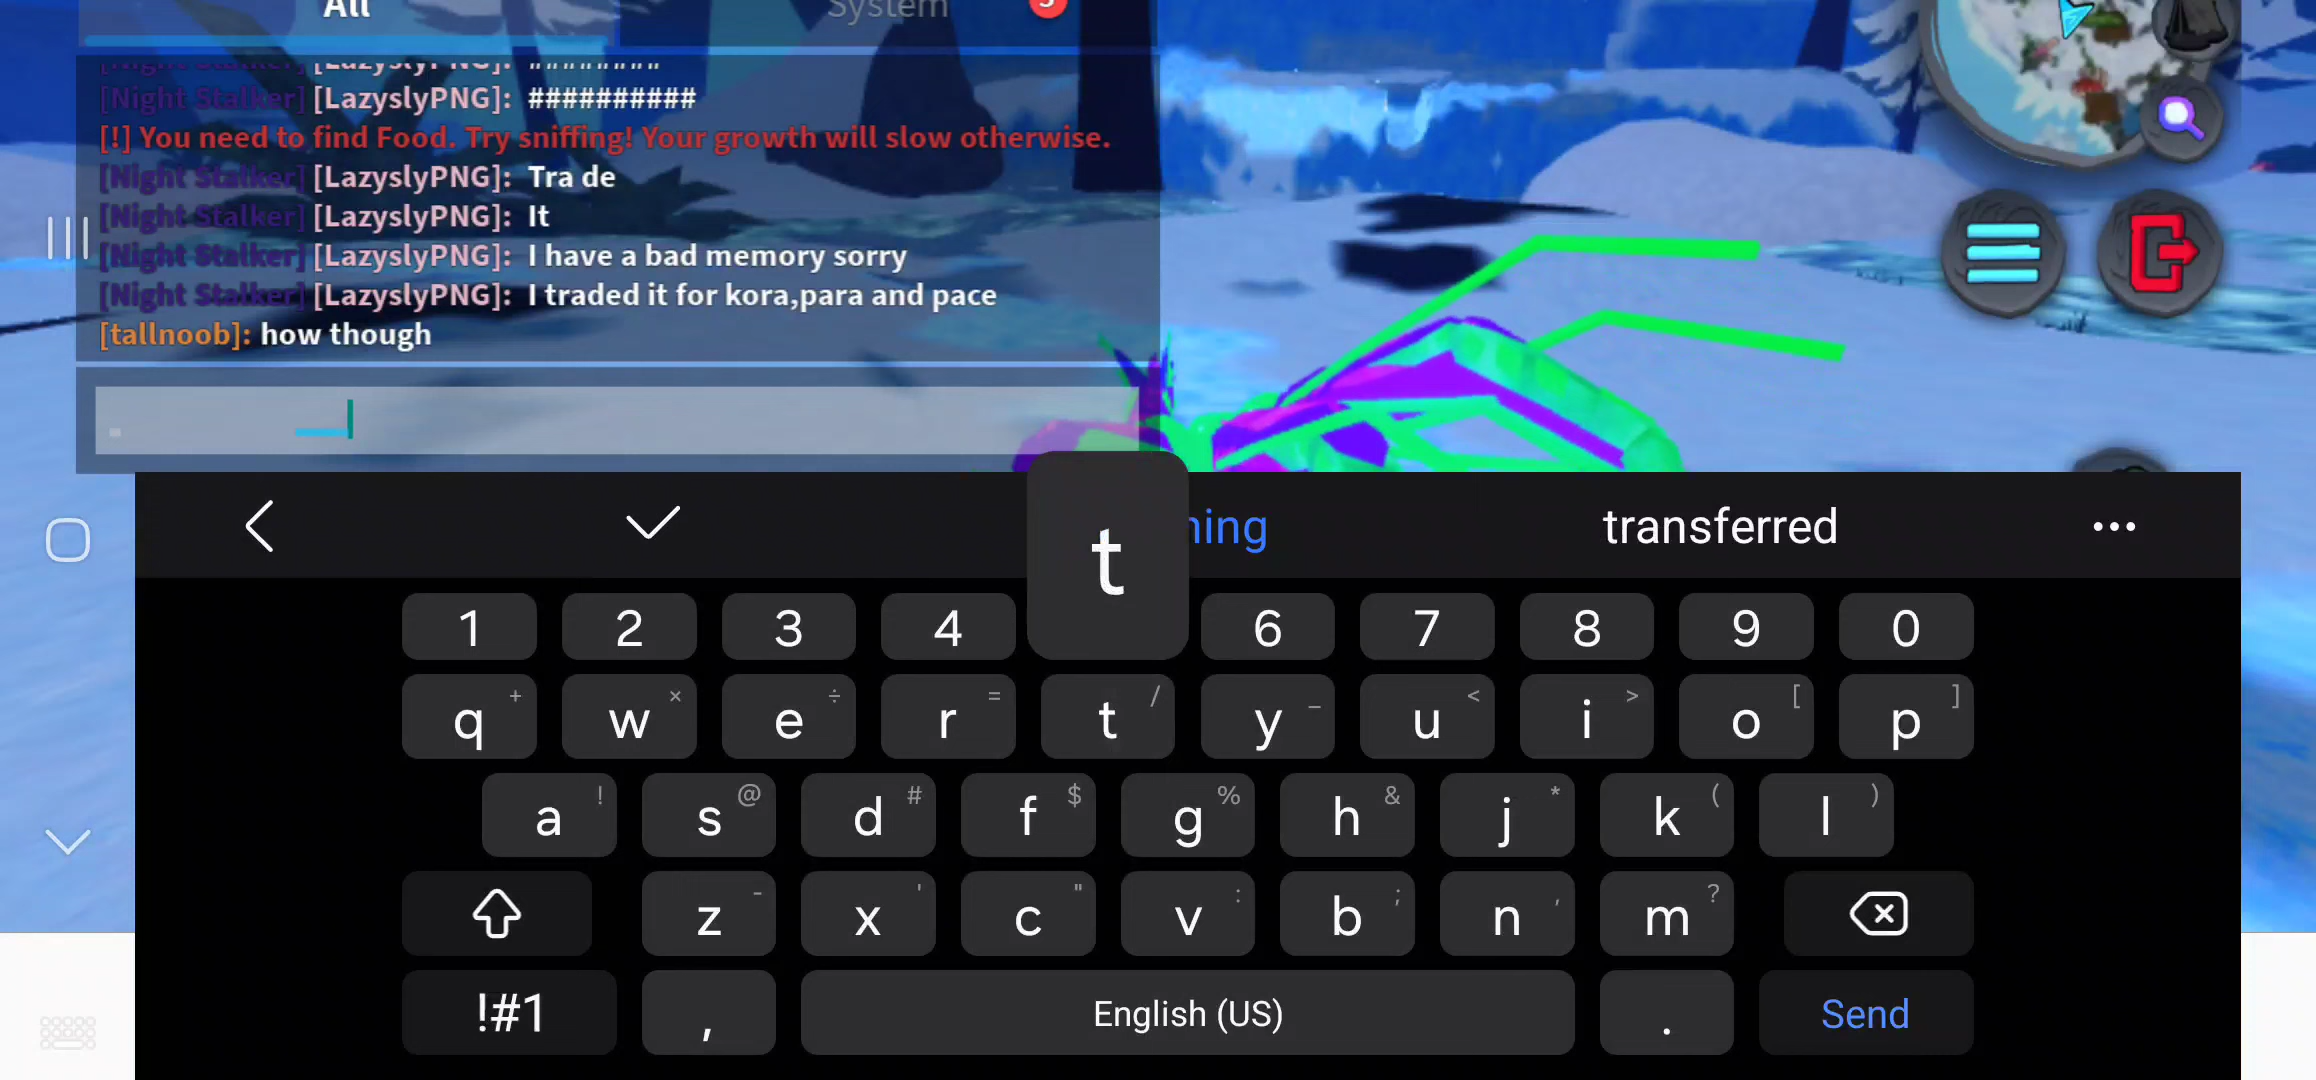 All System
[Night Stalker] [LazyslyPNG]: ########
[Night Stalker] [LazyslyPNG]: ##########
[!] You need to find Food. Try sniffing! Your growth will slow otherwise.
[Night Stalker] [LazyslyPNG]: Tra de
[Night Stalker] [LazyslyPNG]: It
[Night Stalker] [LazyslyPNG]: I have a bad memory sorry
[Night Stalker] [LazyslyPNG]: I traded it for kora,para and pace
[tallnoob]: how though
t transferred ...
1 2 3 4 6 7 8 9 0
q + w × e ÷ r = t / y _ u < i > o [ p ]
a ! s @ d # f $ g % h & j * k ( l )
z - x ' c " v : b ; n , m ?
!#1 , English (US) . Send